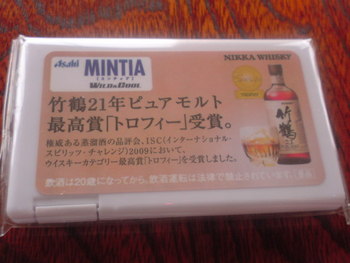 Asahi
MINTIA
[ミンティア]
WILD&COOL
NIKKA WHISKY
竹鶴21年ピュアモルト
最高賞「トロフィー」受賞。
権威ある蒸溜酒の品評会、ISC(インターナショナル・
スピリッツ・チャレンジ)2009において、
ウイスキーカテゴリー最高賞「トロフィー」を受賞しました。
竹鶴
飲酒は20歳になってから。飲酒運転は法律で禁止されています。